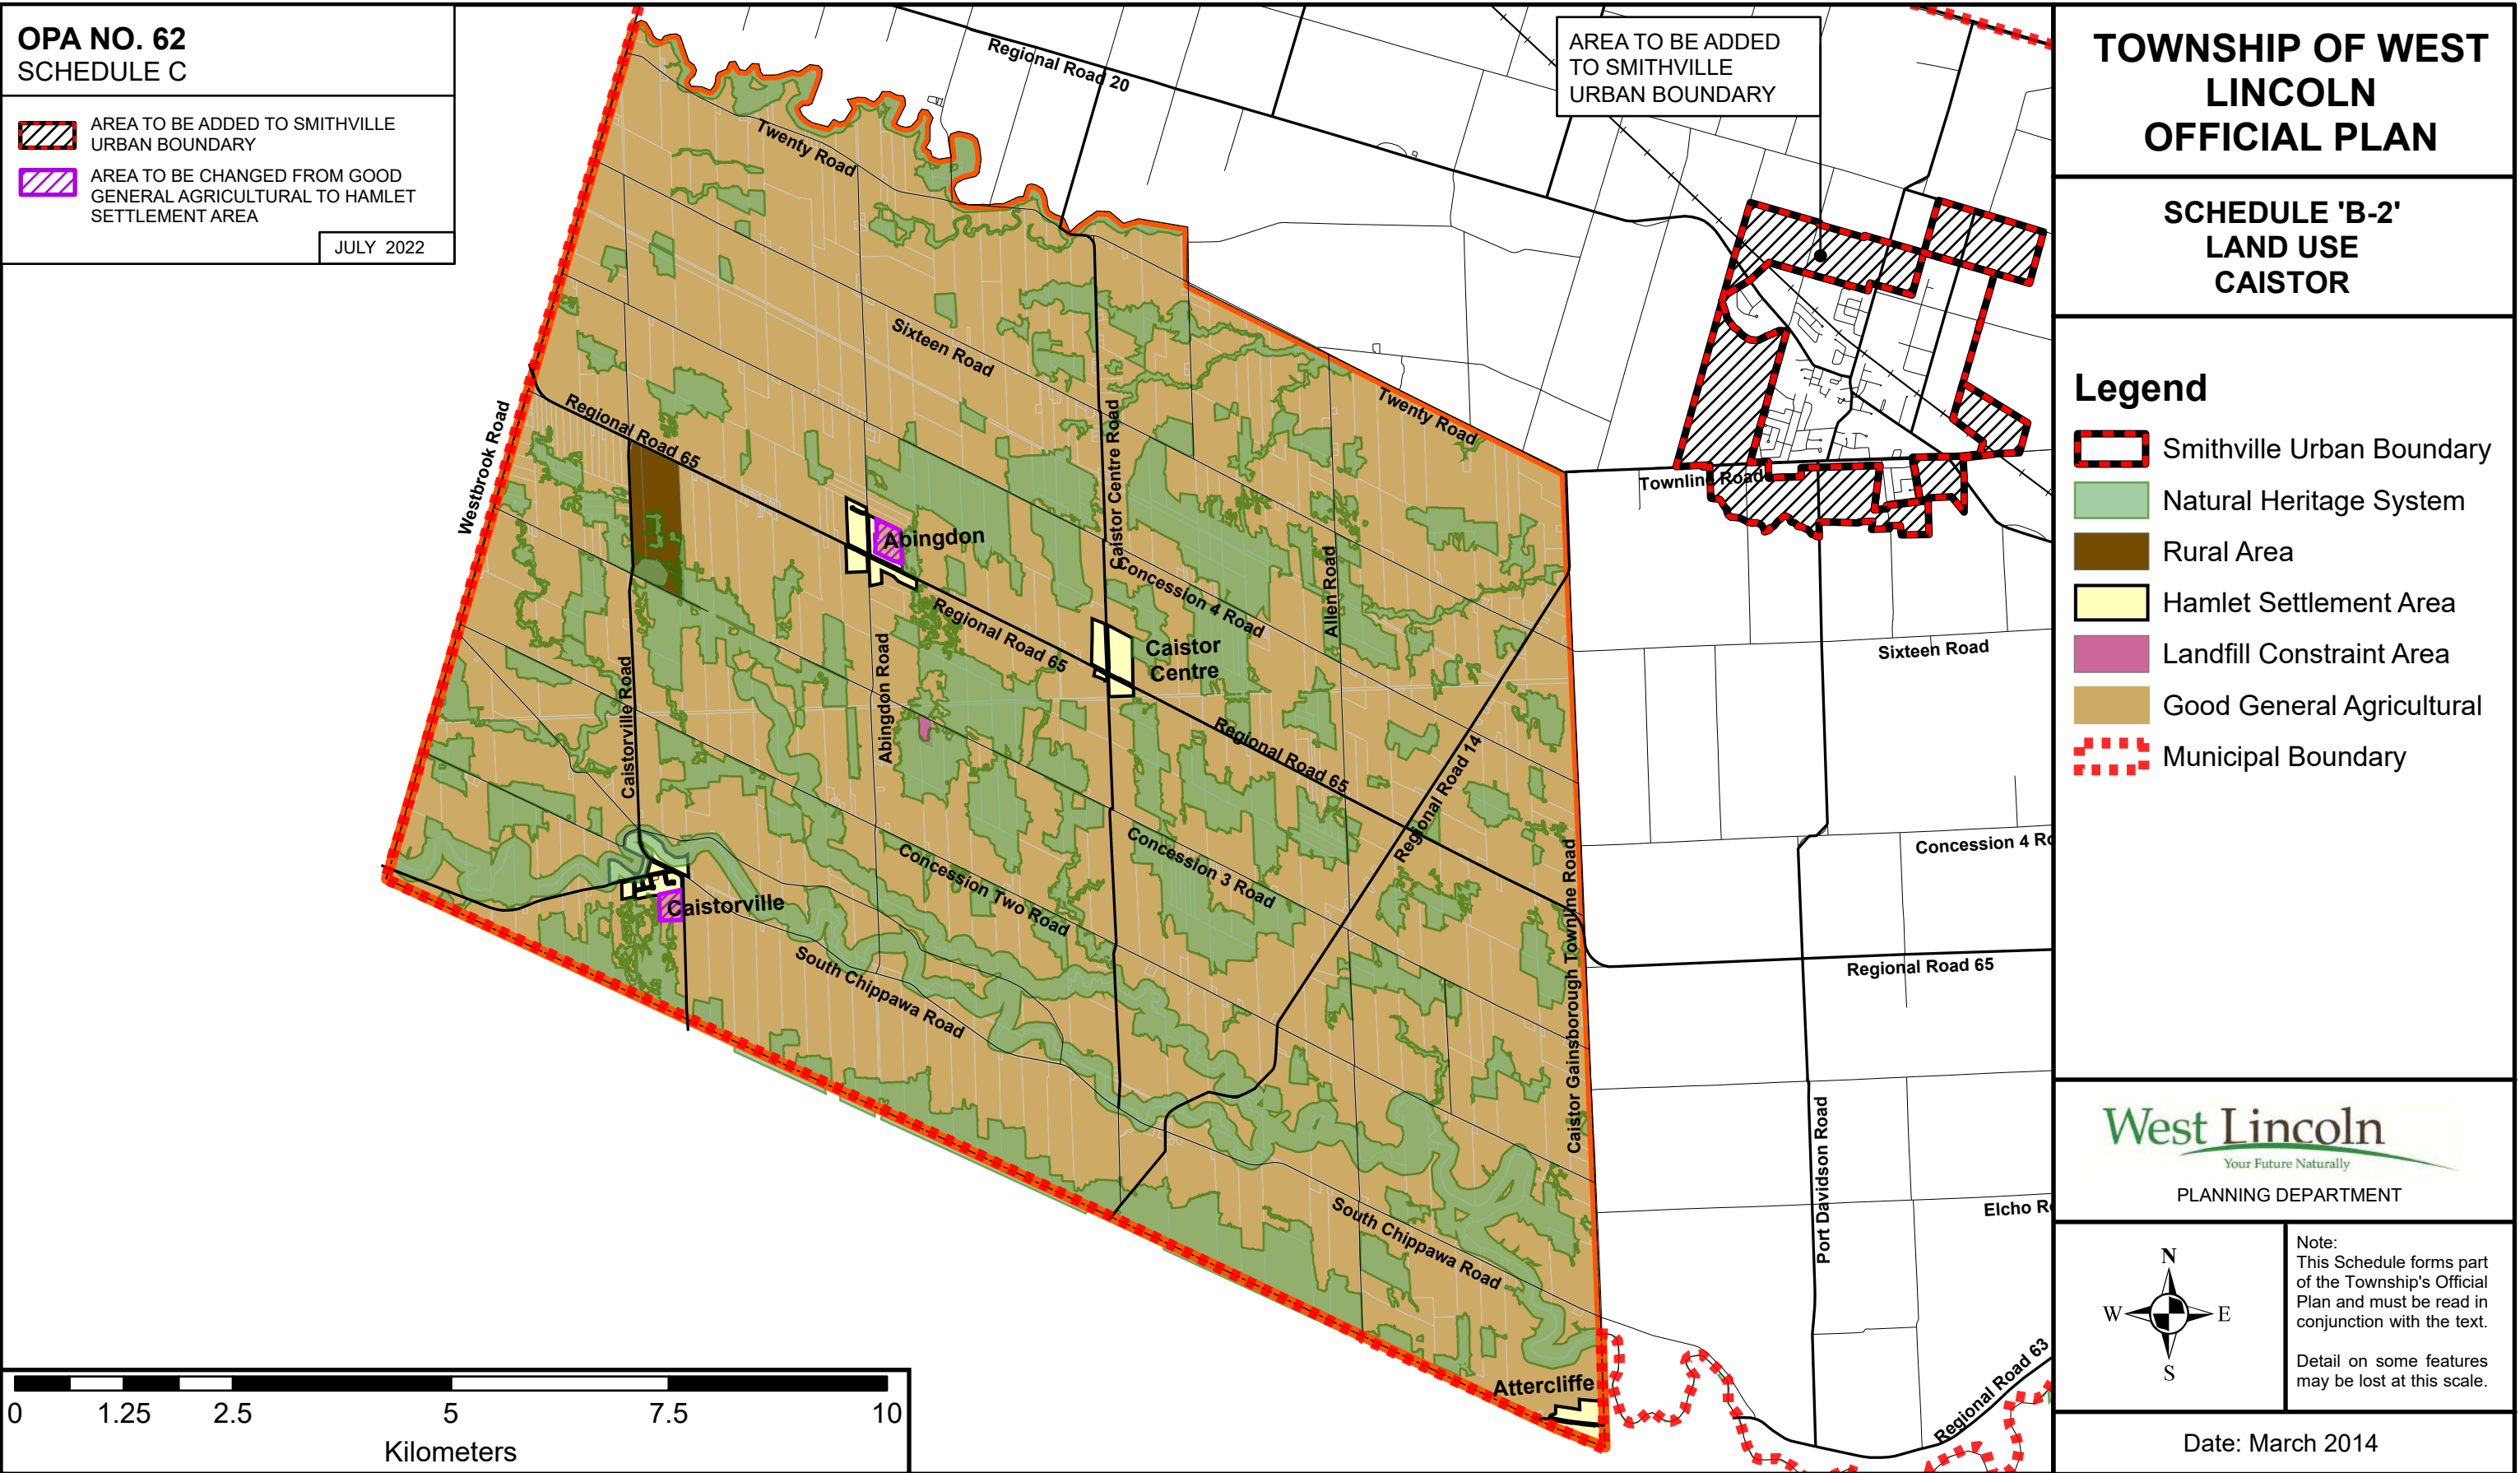 OPA NO. 62
SCHEDULE C
AREA TO BE ADDED TO SMITHVILLE
URBAN BOUNDARY
AREA TO BE CHANGED FROM GOOD
GENERAL AGRICULTURAL TO HAMLET
SETTLEMENT AREA
JULY 2022
AREA TO BE ADDED
TO SMITHVILLE
URBAN BOUNDARY
Regional Road 20
Twenty Road
Sixteen Road
Regional Road 65
Westbrook Road
Caistor Centre Road
Twenty Road
Townline Road
Abingdon
Concession 4 Road
Allen Road
Regional Road 65
Caistor
Centre
Sixteen Road
Abingdon Road
Caistorville Road
Regional Road 65
Regional Road 14
Concession 4 Ro
Concession 3 Road
Concession Two Road
Caistorville
South Chippawa Road
Caistor Gainsborough Townline Road
Regional Road 65
Port Davidson Road
Elcho R
South Chippawa Road
Attercliffe
Regional Road 63
0
1.25
2.5
5
7.5
10
Kilometers
TOWNSHIP OF WEST
LINCOLN
OFFICIAL PLAN
SCHEDULE 'B-2'
LAND USE
CAISTOR
Legend
Smithville Urban Boundary
Natural Heritage System
Rural Area
Hamlet Settlement Area
Landfill Constraint Area
Good General Agricultural
Municipal Boundary
West Lincoln
Your Future Naturally
PLANNING DEPARTMENT
N
W
E
S
Note:
This Schedule forms part
of the Township's Official
Plan and must be read in
conjunction with the text.
Detail on some features
may be lost at this scale.
Date: March 2014